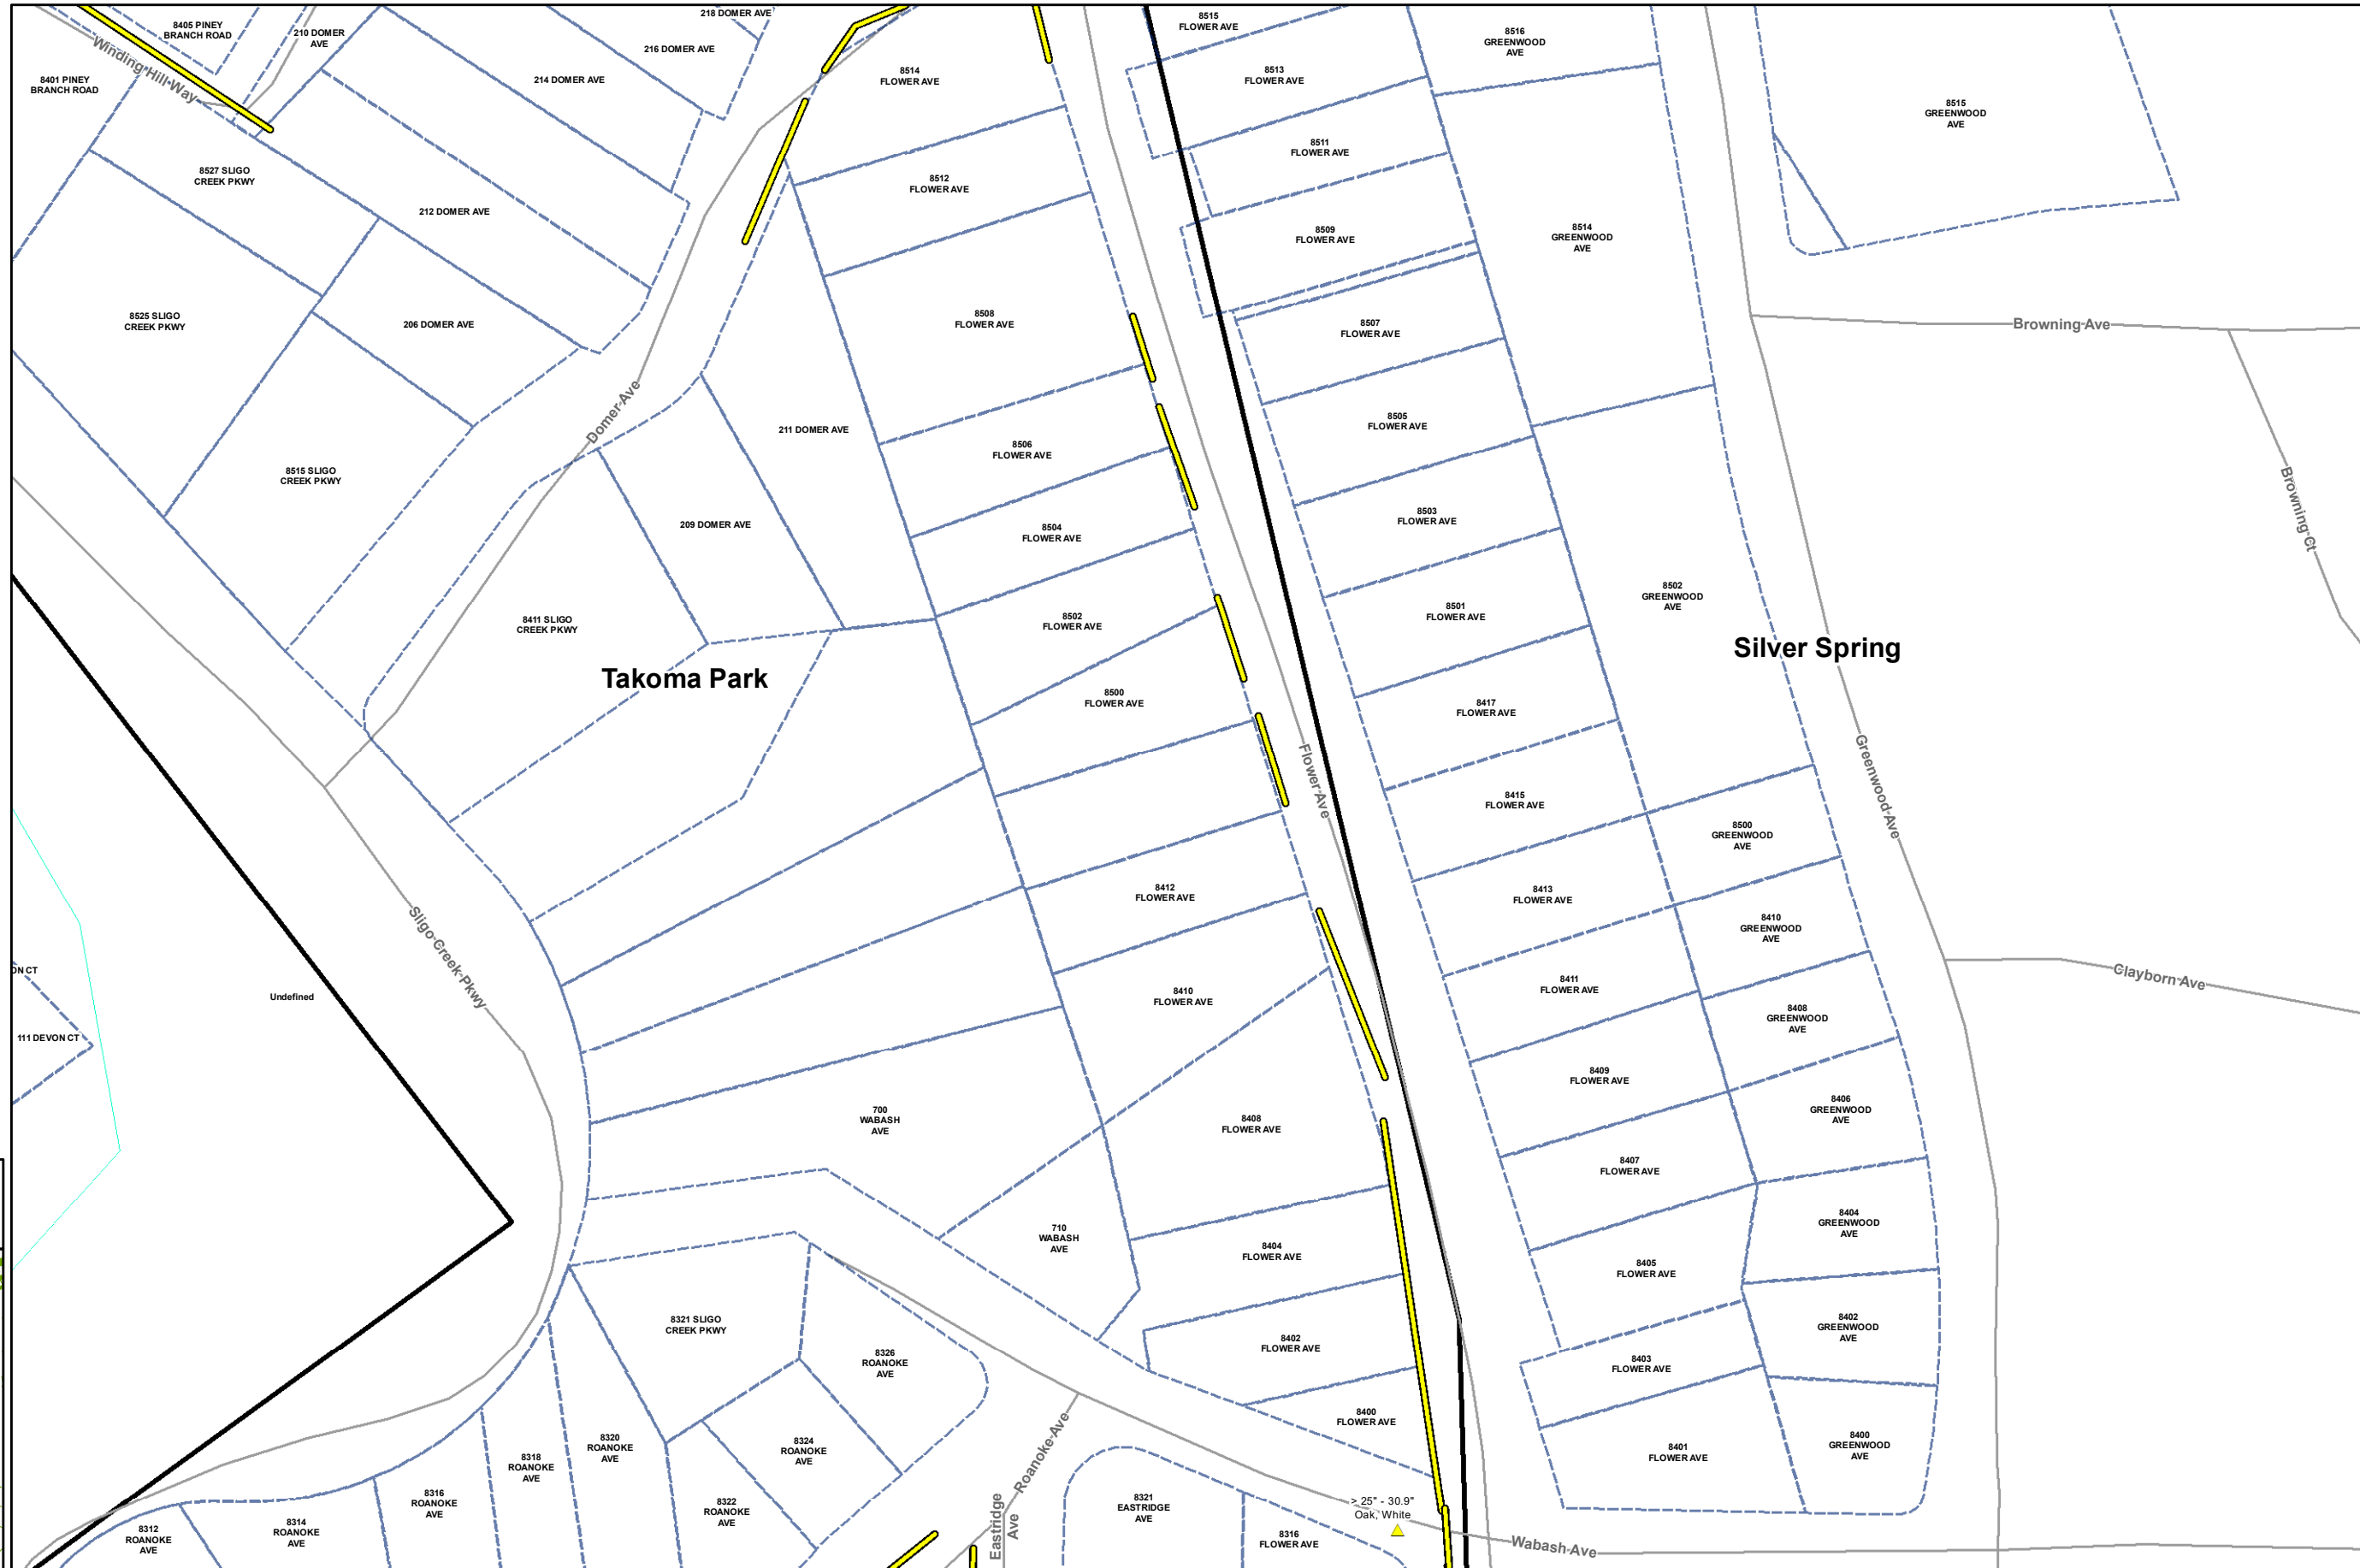 218 DOMER AVE
8405 PINEY
BRANCH ROAD
210 DOMER
AVE
216 DOMER AVE
8515
FLOWER AVE
8516
GREENWOOD
AVE
Winding Hill Way
8401 PINEY
BRANCH ROAD
214 DOMER AVE
8514
FLOWER AVE
8513
FLOWER AVE
8515
GREENWOOD
AVE
8511
FLOWER AVE
8527 SLIGO
CREEK PKWY
8512
FLOWER AVE
212 DOMER AVE
8509
FLOWER AVE
8514
GREENWOOD
AVE
8525 SLIGO
CREEK PKWY
206 DOMER AVE
8508
FLOWER AVE
8507
FLOWER AVE
Browning Ave
Domer Ave
211 DOMER AVE
8505
FLOWER AVE
8506
FLOWER AVE
8515 SLIGO
CREEK PKWY
Browning Ct
209 DOMER AVE
8504
FLOWER AVE
8503
FLOWER AVE
8502
GREENWOOD
AVE
8411 SLIGO
CREEK PKWY
8502
FLOWER AVE
8501
FLOWER AVE
Silver Spring
Takoma Park
8500
FLOWER AVE
8417
FLOWER AVE
Flower Ave
Greenwood Ave
8415
FLOWER AVE
8500
GREENWOOD
AVE
8412
FLOWER AVE
8413
FLOWER AVE
8410
GREENWOOD
AVE
Sligo Creek Pkwy
ON CT
Undefined
8410
FLOWER AVE
8411
FLOWER AVE
Clayborn Ave
8408
GREENWOOD
AVE
111 DEVON CT
8409
FLOWER AVE
8406
GREENWOOD
AVE
700
WABASH
AVE
8408
FLOWER AVE
8407
FLOWER AVE
8404
GREENWOOD
AVE
710
WABASH
AVE
8404
FLOWER AVE
8405
FLOWER AVE
8321 SLIGO
CREEK PKWY
8402
GREENWOOD
AVE
8326
ROANOKE
AVE
8402
FLOWER AVE
8403
FLOWER AVE
8400
FLOWER AVE
8320
ROANOKE
AVE
8324
ROANOKE
AVE
Roanoke Ave
8401
FLOWER AVE
8400
GREENWOOD
AVE
8318
ROANOKE
AVE
8316
ROANOKE
AVE
8322
ROANOKE
AVE
8321
EASTRIDGE
AVE
> 25" - 30.9"
Oak, White
8312
ROANOKE
AVE
8314
ROANOKE
AVE
Eastridge
Ave
8316
FLOWER AVE
Wabash Ave